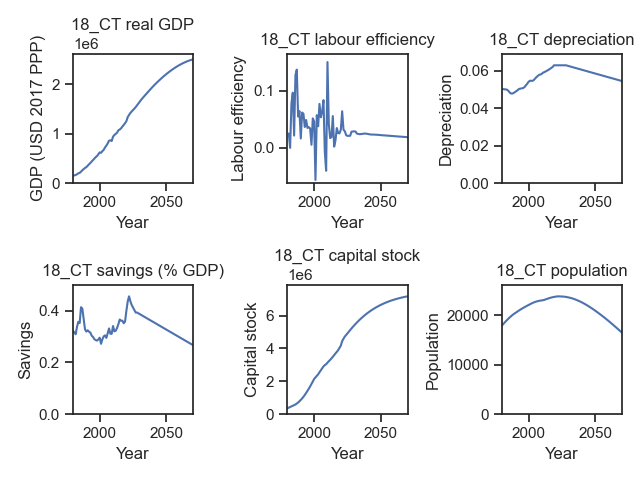 18_CT real GDP
1e6
GDP (USD 2017 PPP)
2
1
0
2000
2050
Year
18_CT labour efficiency
Labour efficiency
0.1
0.0
2000
2050
Year
18_CT depreciation
Depreciation
0.06
0.04
0.02
0.00
2000
2050
Year
18_CT savings (% GDP)
Savings
0.4
0.2
0.0
2000
2050
Year
18_CT capital stock
1e6
Capital stock
6
4
2
0
2000
2050
Year
18_CT population
Population
20000
10000
0
2000
2050
Year